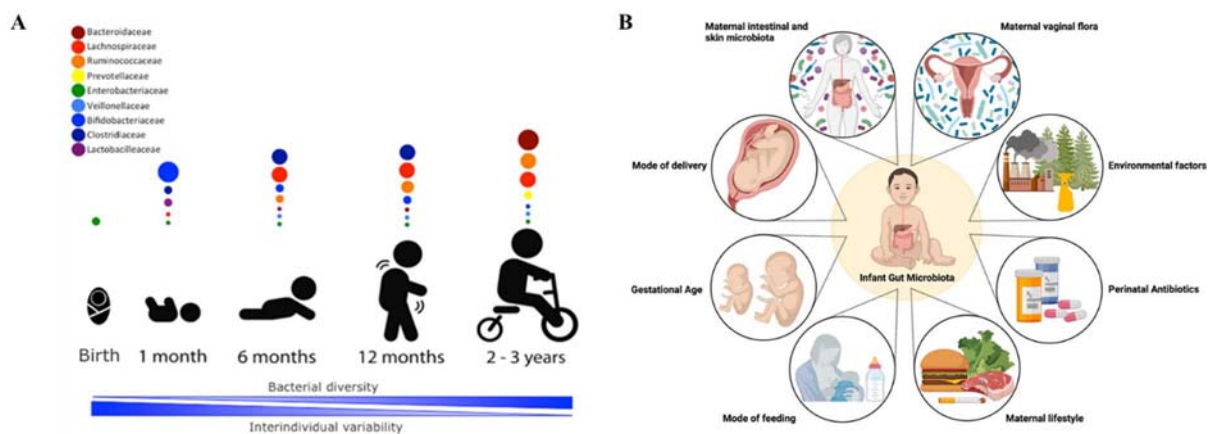 A
Bacteroidaceae
Lachnospiraceae
Ruminococcaceae
Prevotellaceae
Enterobacteriaceae
Veillonellaceae
Bifidobacteriaceae
Clostridiaceae
Lactobacilleaceae
Birth
1 month
6 months
12 months
2 - 3 years
Bacterial diversity
Interindividual variability
B
Maternal intestinal and
skin microbiota
Maternal vaginal flora
Mode of delivery
Environmental factors
Infant Gut Microbiota
Gestational Age
Perinatal Antibiotics
Mode of feeding
Maternal lifestyle